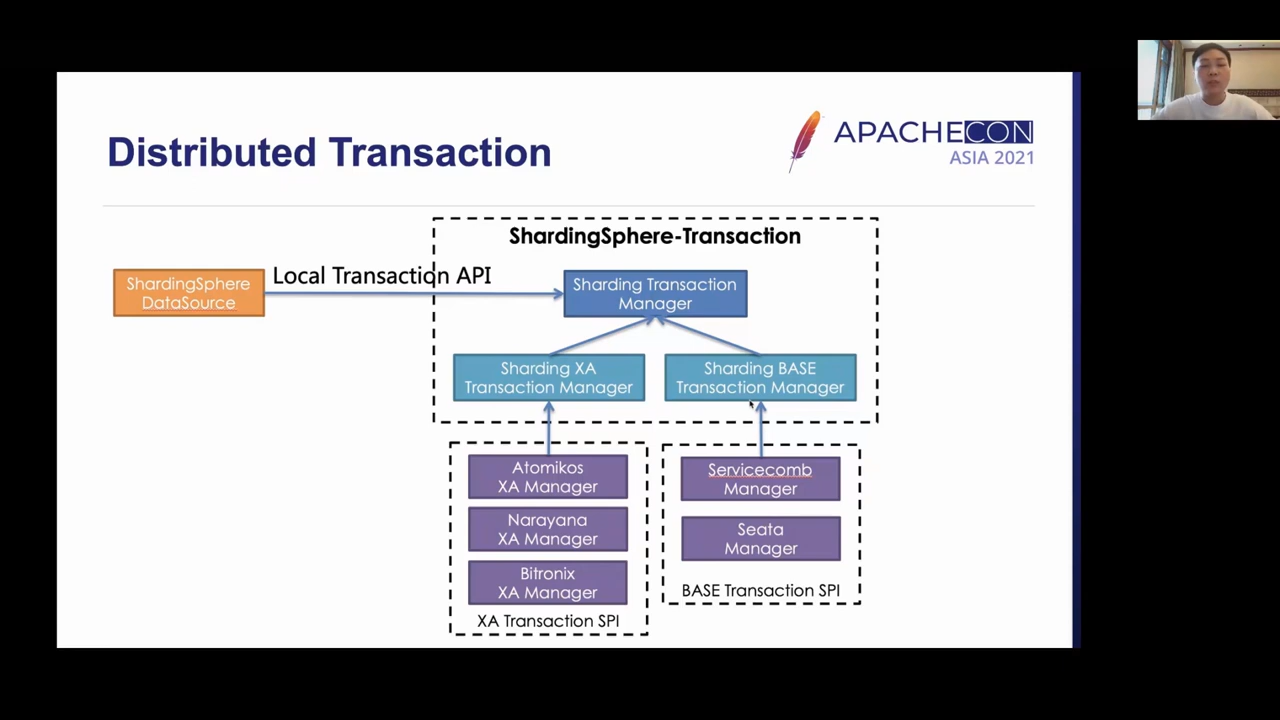 Distributed Transaction
APACHECON
ASIA 2021
ShardingSphere-Transaction
ShardingSphere
DataSource
Local Transaction API
Sharding Transaction
Manager
Sharding XA
Transaction Manager
Sharding BASE
Transaction Manager
Atomikos
XA Manager
Narayana
XA Manager
Bitronix
XA Manager
XA Transaction SPI
Servicecomb
Manager
Seata
Manager
BASE Transaction SPI